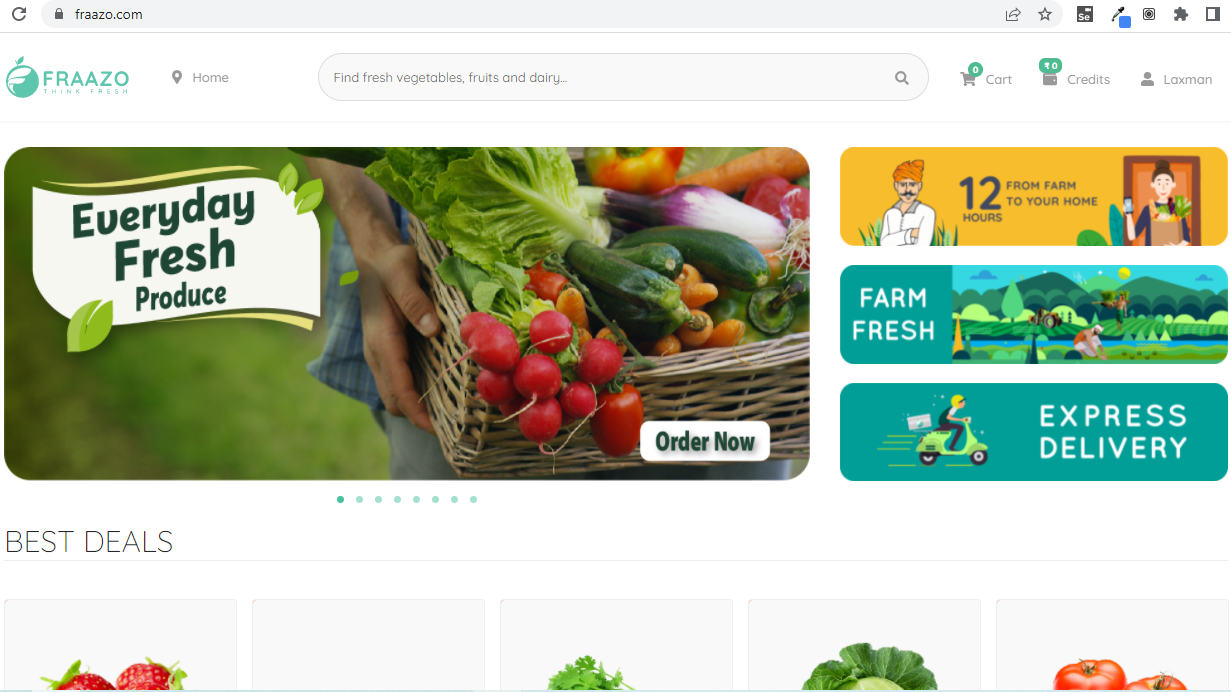 fraazo.com
Se
FRAAZO
THINK FRESH
Home
Find fresh vegetables, fruits and dairy...
0
Cart
₹ 0
Credits
Laxman
Everyday
Fresh
Produce
Order Now
12
HOURS
FROM FARM
TO YOUR HOME
FARM
FRESH
EXPRESS
DELIVERY
BEST DEALS